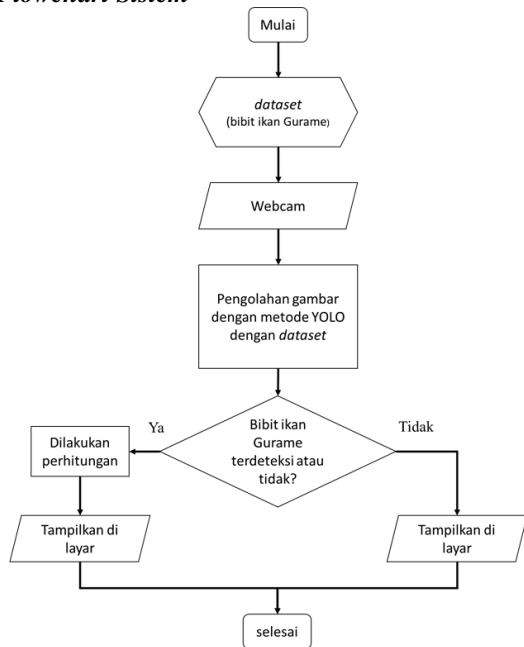 Flowchart Sistem
Mulai
dataset
(bibit ikan Gurame)
Webcam
Pengolahan gambar
dengan metode YOLO
dengan dataset
Bibit ikan
Gurame
terdeteksi atau
tidak?
Ya
Tidak
Dilakukan
perhitungan
Tampilkan di
layar
Tampilkan di
layar
selesai